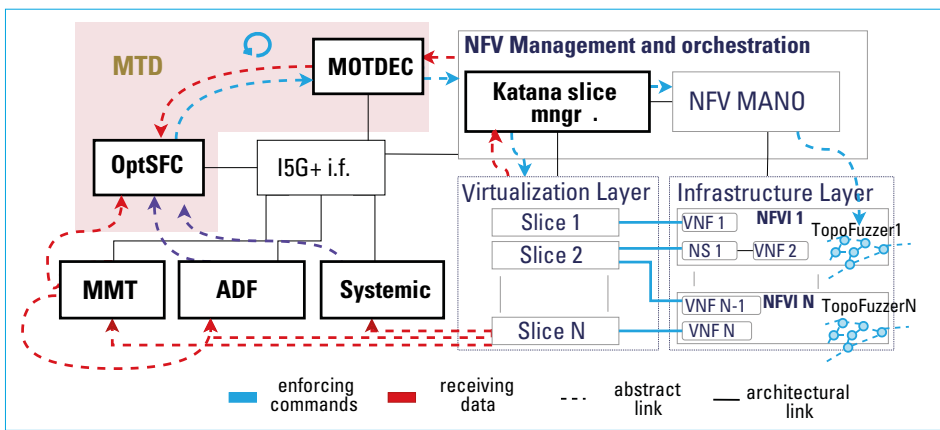 MTD
MOTDEC
NFV Management and orchestration
Katana slice
mngr .
NFV MANO
OptSFC
I5G+ i.f.
Virtualization Layer
Infrastructure Layer
Slice 1
Slice 2
Slice N
VNF 1
NFVI 1
TopoFuzzer1
NS 1
VNF 2
VNF N-1
NFVI N
TopoFuzzerN
VNF N
MMT
ADF
Systemic
enforcing
commands
receiving
data
abstract
link
architectural
link